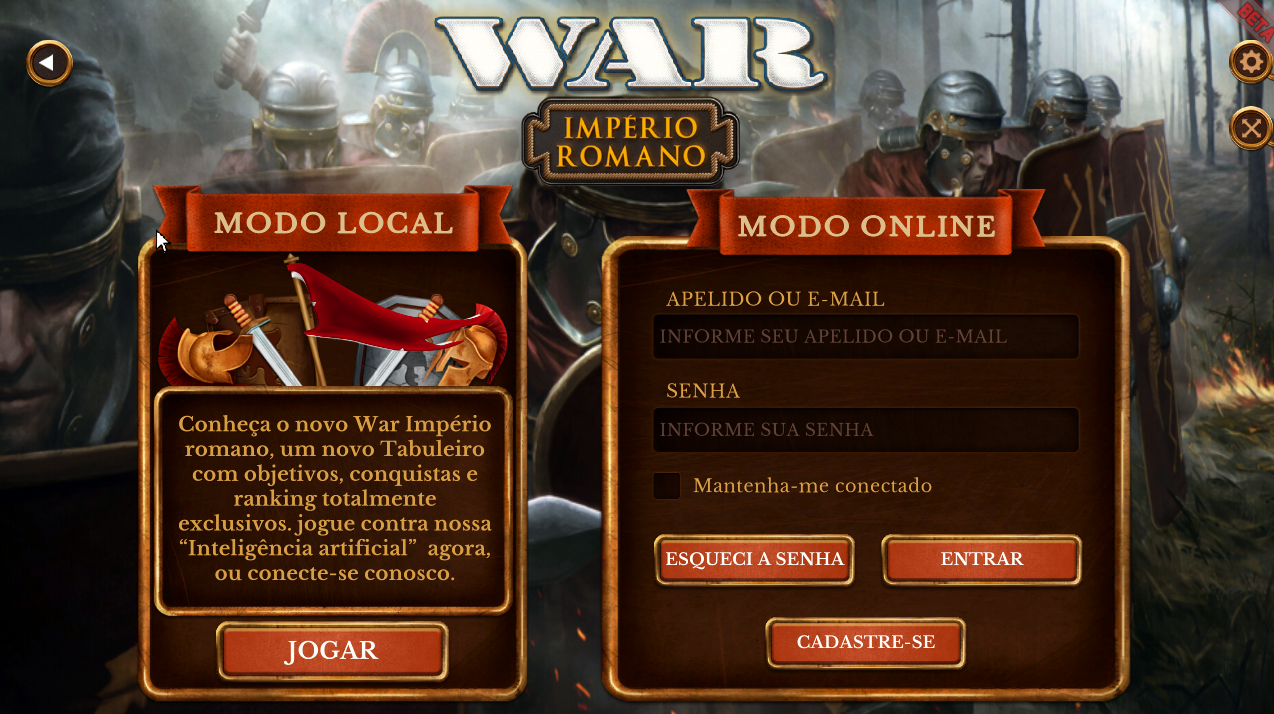 WAR
BETA
IMPÉRIO
ROMANO
MODO LOCAL
Conheça o novo War Império
romano, um novo Tabuleiro
com objetivos, conquistas e
ranking totalmente
exclusivos. jogue contra nossa
“Inteligência artificial”  agora,
ou conecte-se conosco.
JOGAR
MODO ONLINE
APELIDO OU E-MAIL
INFORME SEU APELIDO OU E-MAIL
SENHA
INFORME SUA SENHA
Mantenha-me conectado
ESQUECI A SENHA
ENTRAR
CADASTRE-SE